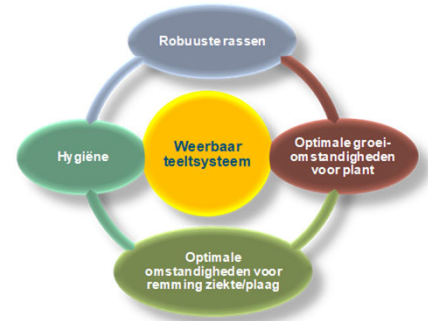 Robuuste rassen
Weerbaar
teeltsysteem
Optimale groei-
omstandigheden
voor plant
Hygiëne
Optimale
omstandigheden voor
remming ziekte/plaag